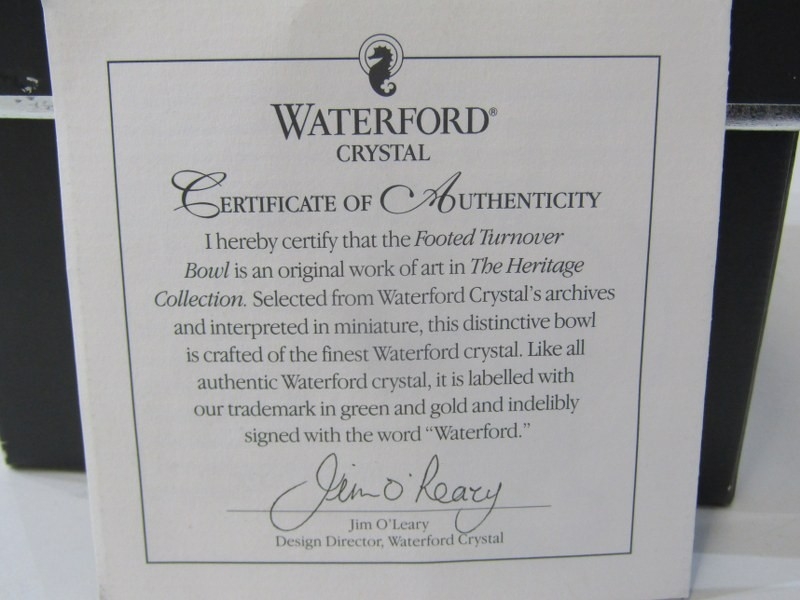 WATERFORD®
CRYSTAL
CERTIFICATE OF AUTHENTICITY
I hereby certify that the Footed Turnover
Bowl is an original work of art in The Heritage
Collection. Selected from Waterford Crystal's archives
and interpreted in miniature, this distinctive bowl
is crafted of the finest Waterford crystal. Like all
authentic Waterford crystal, it is labelled with
our trademark in green and gold and indelibly
signed with the word "Waterford."
Jim O'Leary
Jim O'Leary
Design Director, Waterford Crystal